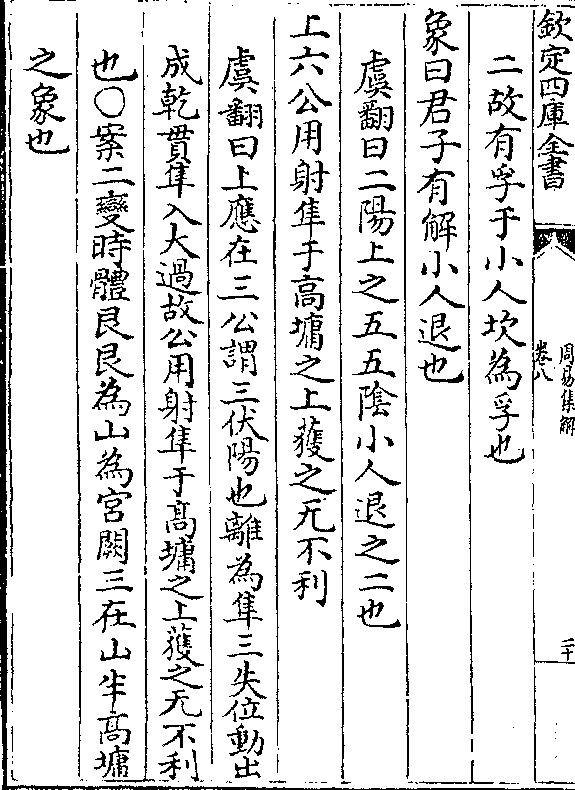 欽定四庫全書
周易集解
卷八
二十
二故有孚于小人坎為孚也
象曰君子有解小人退也
虞翻曰二陽上之五五陰小人退之二也
上六公用射隼于高墉之上獲之无不利
虞翻曰上應在三公謂三伏陽也離為隼三失位動出
成乾貫隼入大過故公用射隼于高墉之上獲之无不利
也○案二變時體艮艮為山為宮闕三在山半高墉
之象也